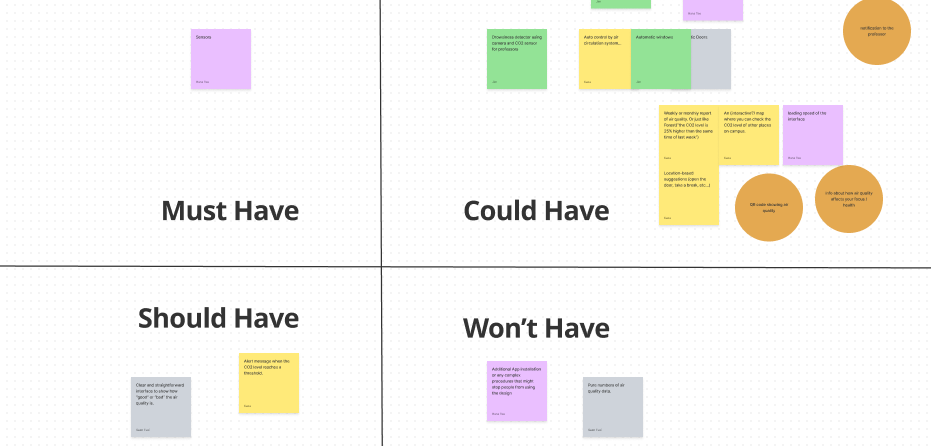 Sensors
Must Have
notification to the
professor
Drowsiness detector using
camera and CO2 sensor
for professors
Auto control by air
circulation system...
Automatic windows
Doors
Weekly or monthly report
of air quality. Or just like
"the CO2 level is
25% higher than the same
time of last week"!
An (interactive?) map
where you can check the
CO2 level of other places
on campus.
loading speed of the
interface
Location-based
suggestions (open the
door, take a break, etc...)
QR code showing air
quality
Info about how air quality
affects your focus /
health
Could Have
Should Have
Clear and straightforward
interface to show how
"good" or "bad" the air
quality is.
Alert message when the
CO2 level reaches a
threshold.
Won't Have
Additional App installation
or any complex
procedures that might
stop people from using
the design
Pure numbers of air
quality data.